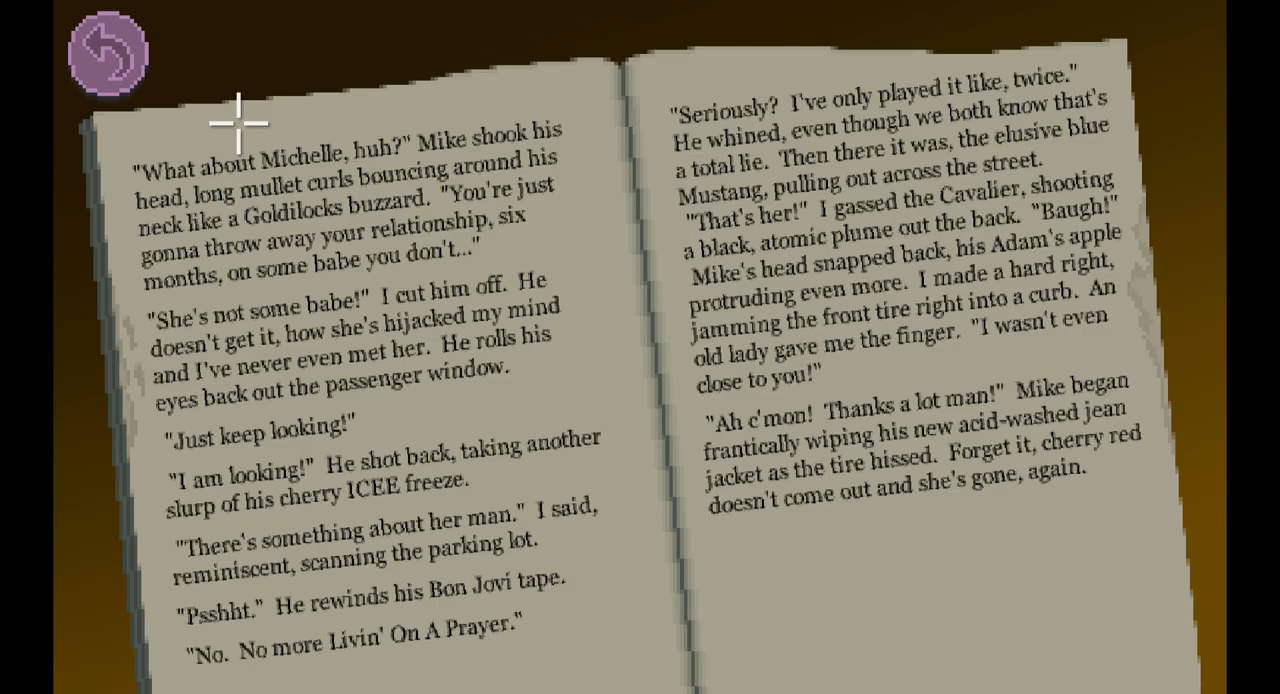 "What about Michelle, huh?" Mike shook his
head, long mullet curls bouncing around his
neck like a Goldilocks buzzard. "You're just
gonna throw away your relationship, six
months, on some babe you don't..."
"She's not some babe!" I cut him off. He
doesn't get it, how she's hijacked my mind
and I've never even met her. He rolls his
eyes back out the passenger window.
"Just keep looking!"
"I am looking!" He shot back, taking another
slurp of his cherry ICEE freeze.
"There's something about her man." I said,
reminiscent, scanning the parking lot.
"Psshht." He rewinds his Bon Jovi tape.
"No. No more Livin' On A Prayer."
"Seriously? I've only played it like, twice."
He whined, even though we both know that's
a total lie. Then there it was, the elusive blue
Mustang, pulling out across the street.
"That's her!" I gassed the Cavalier, shooting
a black, atomic plume out the back. "Baugh!"
Mike's head snapped back, his Adam's apple
protruding even more. I made a hard right,
jamming the front tire right into a curb. An
old lady gave me the finger. "I wasn't even
close to you!"
"Ah c'mon! Thanks a lot man!" Mike began
frantically wiping his new acid-washed jean
jacket as the tire hissed. Forget it, cherry red
doesn't come out and she's gone, again.